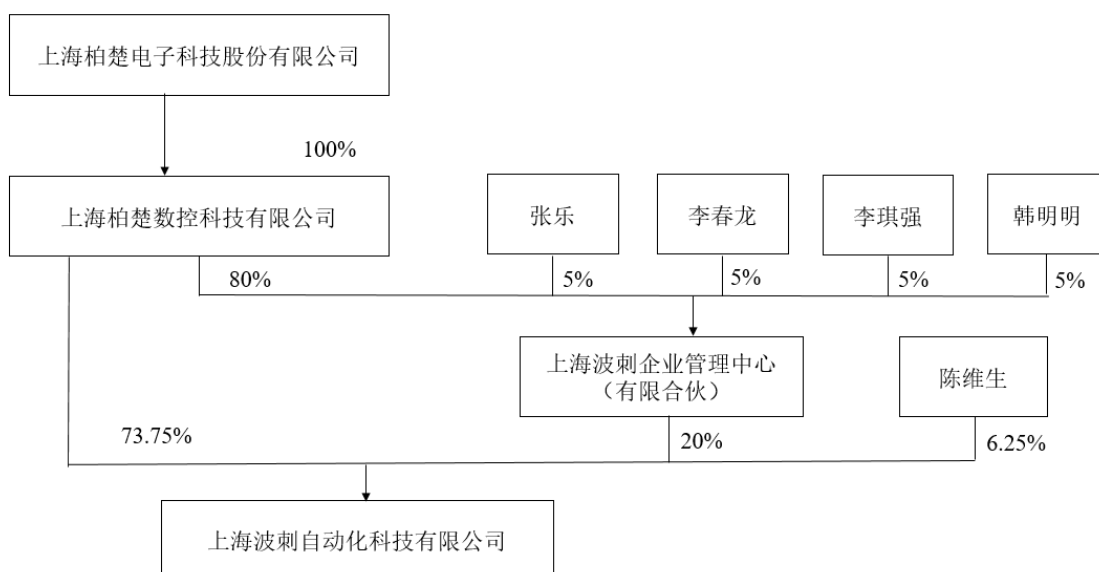 上海柏楚电子科技股份有限公司
100%
上海柏楚数控科技有限公司
张乐
李春龙
李琪强
韩明明
80%
5%
5%
5%
5%
上海波刺企业管理中心
（有限合伙）
陈维生
73.75%
20%
6.25%
上海波刺自动化科技有限公司